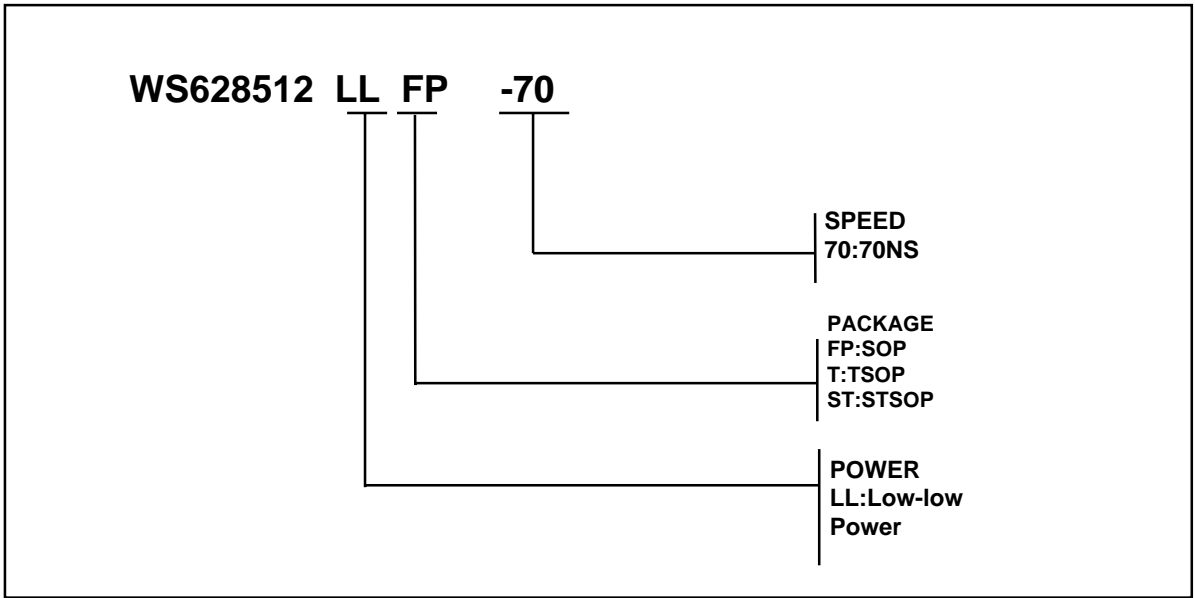 WS628512 LL FP -70
SPEED
70:70NS
PACKAGE
FP:SOP
T:TSOP
ST:STSOP
POWER
LL:Low-low
Power